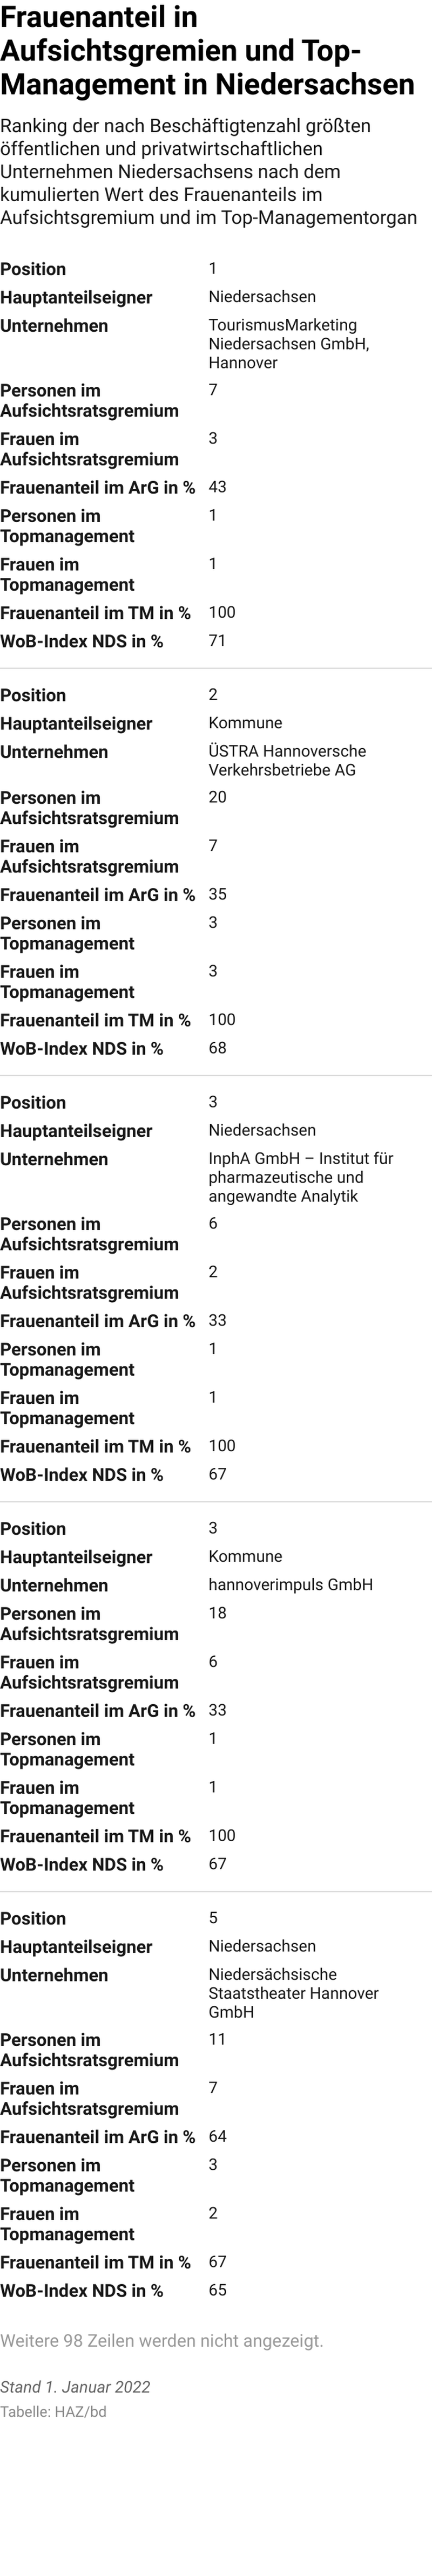 Frauenanteil in
Aufsichtsgremien und Top-
Management in Niedersachsen
Ranking der nach Beschäftigtenzahl größten
öffentlichen und privatwirtschaftlichen
Unternehmen Niedersachsens nach dem
kumulierten Wert des Frauenanteils im
Aufsichtsgremium und im Top-Managementorgan
Position 1
Hauptanteilseigner Niedersachsen
Unternehmen TourismusMarketing
Niedersachsen GmbH,
Hannover
Personen im 7
Aufsichtsratsgremium
Frauen im 3
Aufsichtsratsgremium
Frauenanteil im ArG in % 43
Personen im 1
Topmanagement
Frauen im 1
Topmanagement
Frauenanteil im TM in % 100
WoB-Index NDS in % 71
Position 2
Hauptanteilseigner Kommune
Unternehmen ÜSTRA Hannoversche
Verkehrsbetriebe AG
Personen im 20
Aufsichtsratsgremium
Frauen im 7
Aufsichtsratsgremium
Frauenanteil im ArG in % 35
Personen im 3
Topmanagement
Frauen im 3
Topmanagement
Frauenanteil im TM in % 100
WoB-Index NDS in % 68
Position 3
Hauptanteilseigner Niedersachsen
Unternehmen InphA GmbH – Institut für
pharmazeutische und
angewandte Analytik
Personen im 6
Aufsichtsratsgremium
Frauen im 2
Aufsichtsratsgremium
Frauenanteil im ArG in % 33
Personen im 1
Topmanagement
Frauen im 1
Topmanagement
Frauenanteil im TM in % 100
WoB-Index NDS in % 67
Position 3
Hauptanteilseigner Kommune
Unternehmen hannoverimpuls GmbH
Personen im 18
Aufsichtsratsgremium
Frauen im 6
Aufsichtsratsgremium
Frauenanteil im ArG in % 33
Personen im 1
Topmanagement
Frauen im 1
Topmanagement
Frauenanteil im TM in % 100
WoB-Index NDS in % 67
Position 5
Hauptanteilseigner Niedersachsen
Unternehmen Niedersächsische
Staatstheater Hannover
GmbH
Personen im 11
Aufsichtsratsgremium
Frauen im 7
Aufsichtsratsgremium
Frauenanteil im ArG in % 64
Personen im 3
Topmanagement
Frauen im 2
Topmanagement
Frauenanteil im TM in % 67
WoB-Index NDS in % 65
Weitere 98 Zeilen werden nicht angezeigt.
Stand 1. Januar 2022
Tabelle: HAZ/bd